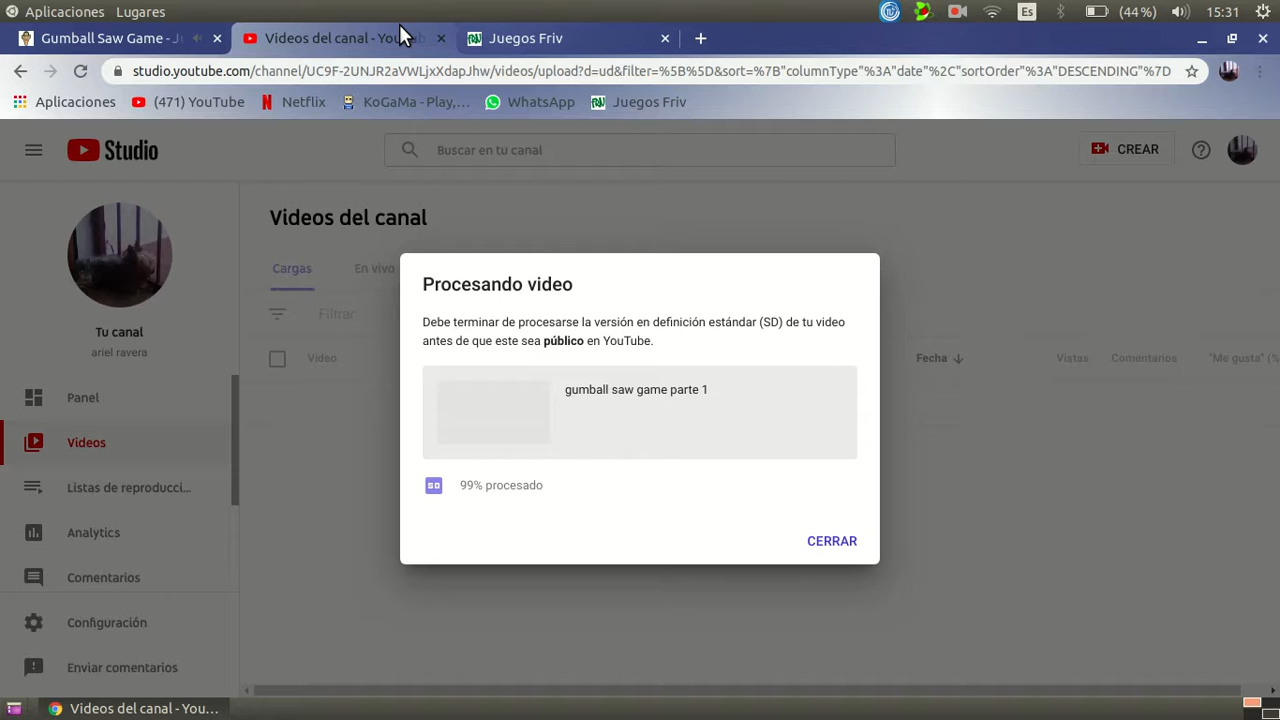 Aplicaciones Lugares
Es (44%) 15:31
Gumball Saw Game - Ju
Videos del canal - You
Juegos Friv
studio.youtube.com/channel/UC9F-2UNJR2aVWLjxXdapJhw/videos/upload?d=ud&filter=%5B%5D&sort=%7B"columnType"%3A"date"%2C"sortOrder"%3A"DESCENDING"%7D
Aplicaciones (471) YouTube Netflix KoGaMa - Play,... WhatsApp Juegos Friv
Studio
Buscar en tu canal
CREAR
Tu canal
ariel ravera
Panel
Videos
Listas de reproducci...
Analytics
Comentarios
Configuración
Enviar comentarios
Videos del canal
Cargas En vivo
Filtrar
Video Fecha Vistas Comentarios "Me gusta" (%
Procesando video
Debe terminar de procesarse la versión en definición estándar (SD) de tu video
antes de que este sea público en YouTube.
gumball saw game parte 1
SD 99% procesado
CERRAR
Videos del canal - You...